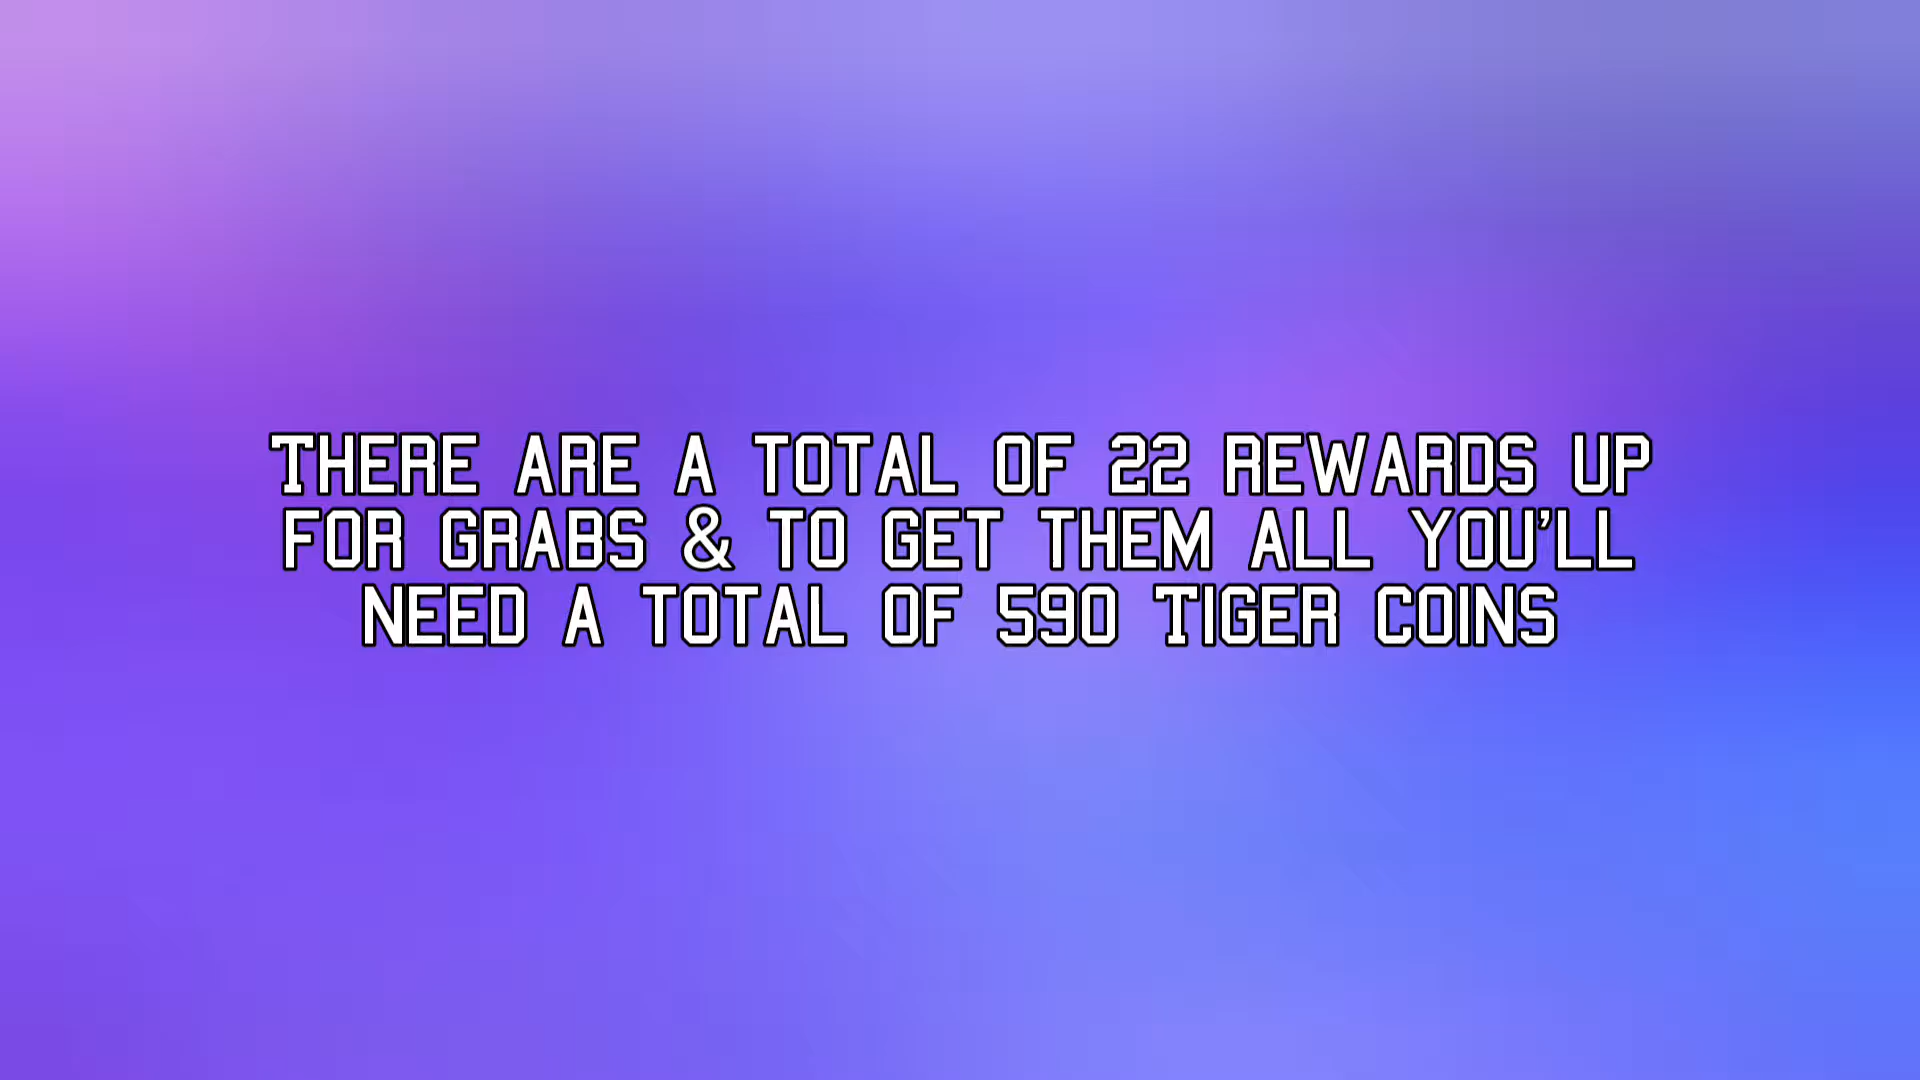 THERE ARE A TOTAL OF 22 REWARDS UP
FOR GRABS & TO GET THEM ALL YOU'LL
NEED A TOTAL OF 590 TIGER COINS